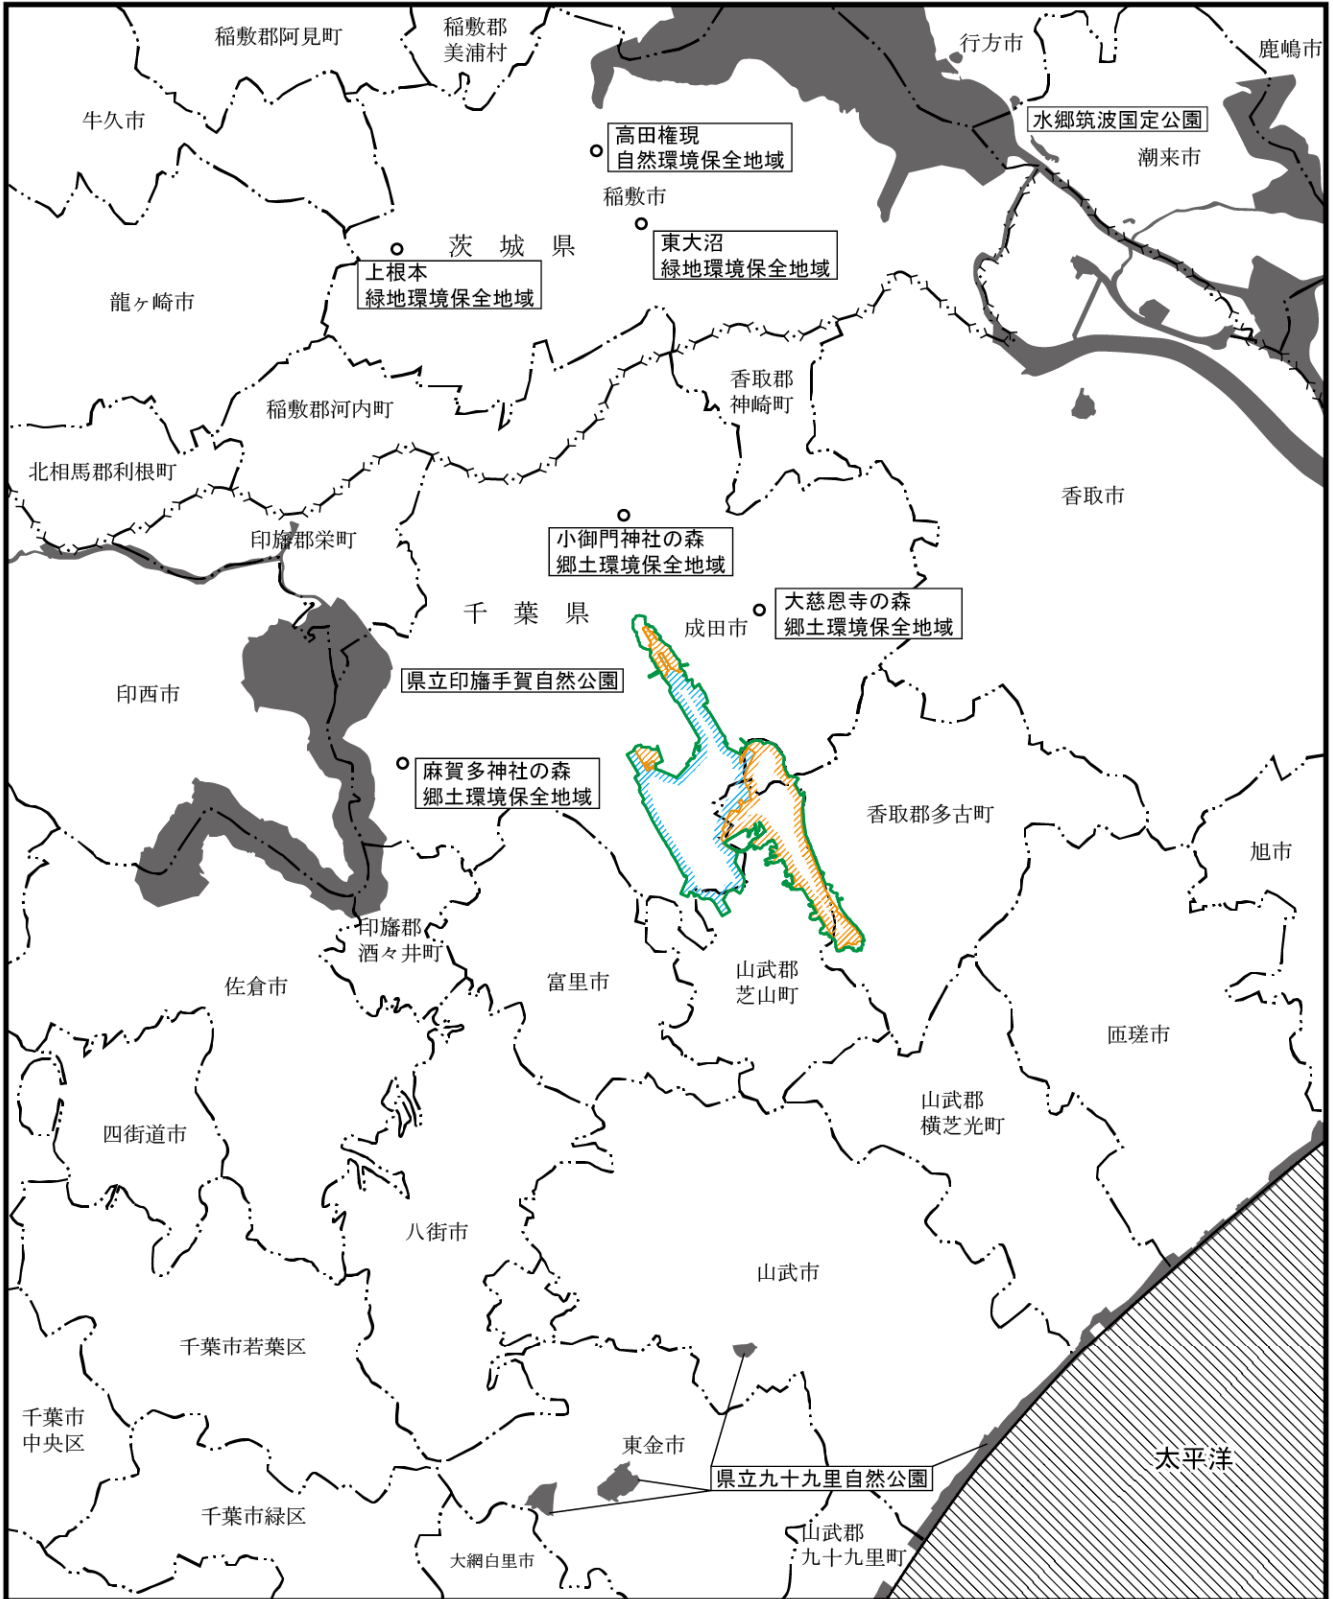 稲敷郡阿見町
稲敷郡
美浦村
行方市
鹿嶋市
牛久市
高田権現
自然環境保全地域
水郷筑波国定公園
潮来市
稲敷市
茨城県
東大沼
緑地環境保全地域
上根本
緑地環境保全地域
龍ヶ崎市
香取郡
神崎町
稲敷郡河内町
北相馬郡利根町
香取市
印旛郡栄町
小御門神社の森
郷土環境保全地域
千葉県
成田市
大慈恩寺の森
郷土環境保全地域
印西市
県立印旛手賀自然公園
麻賀多神社の森
郷土環境保全地域
香取郡多古町
旭市
印旛郡
酒々井町
佐倉市
富里市
山武郡
芝山町
匝瑳市
山武郡
横芝光町
四街道市
八街市
山武市
千葉市若葉区
千葉市
中央区
東金市
太平洋
県立九十九里自然公園
千葉市緑区
大網白里市
山武郡
九十九里町